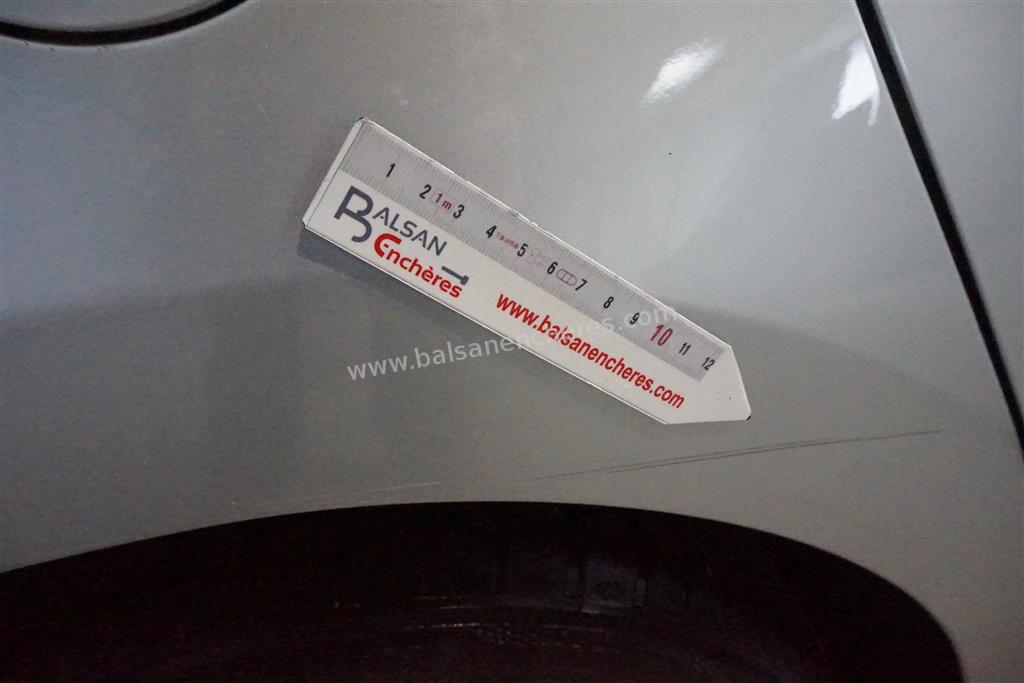 1 2 1m 3 4 5 6 7 8 9 10 11 12
BALSAN
Enchères
www.balsanencheres.com
www.balsanencheres.com